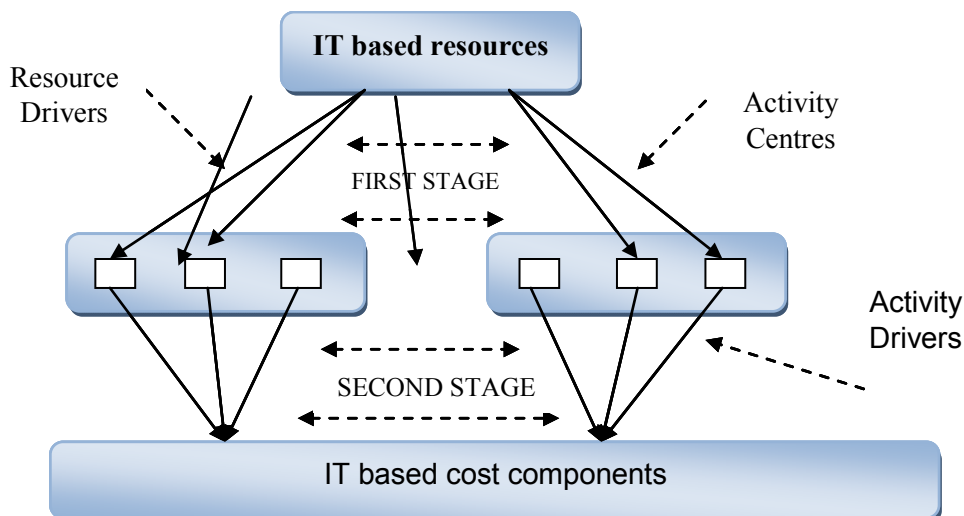 IT based resources
Resource
Drivers
Activity
Centres
FIRST STAGE
Activity
Drivers
SECOND STAGE
IT based cost components